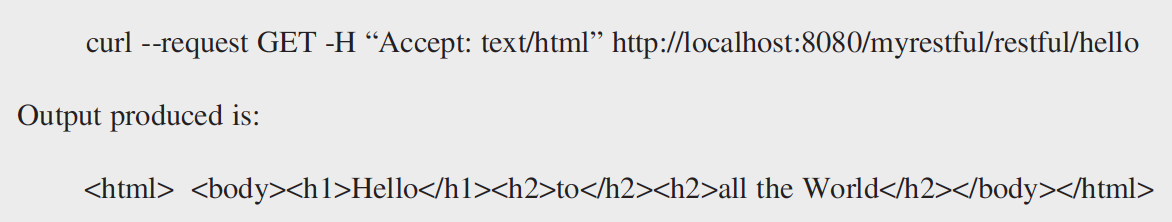 curl --request GET -H “Accept: text/html” http://localhost:8080/myrestful/restful/hello
Output produced is:
<html> <body><h1>Hello</h1><h2>to</h2><h2>all the World</h2></body></html>